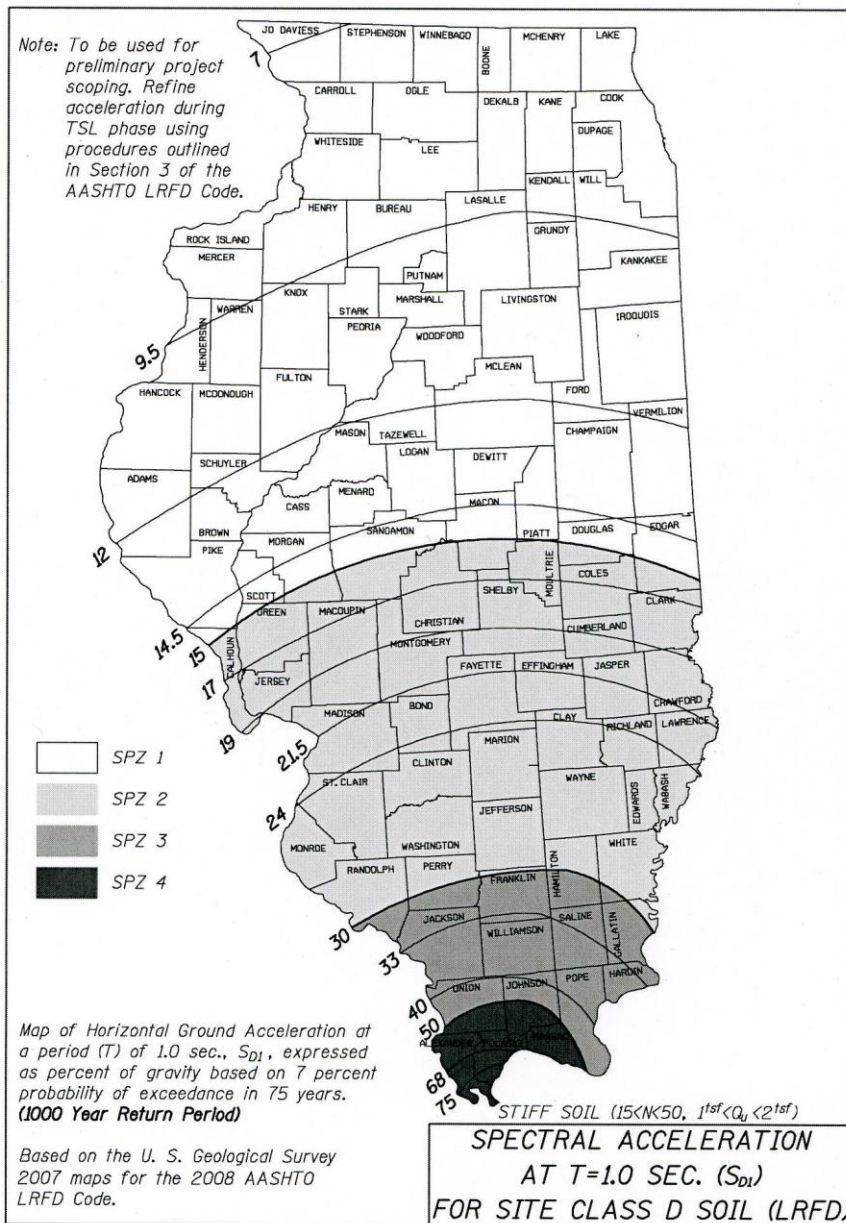 Note: To be used for
preliminary project
scoping. Refine
acceleration during
TSL phase using
procedures outlined
in Section 3 of the
AASHTO LRFD Code.
JO DAVIESS
STEPHENSON
WINNEBAGO
BOONE
MCHENRY
LAKE
7
CARROLL
OGLE
DEKALB
KANE
COOK
DUPAGE
WHITESIDE
LEE
KENDALL
WILL
HENRY
BUREAU
LASALLE
GRUNDY
ROCK ISLAND
MERCER
PUTNAM
KANKAKEE
KNOX
STARK
MARSHALL
LIVINGSTON
HENDERSON
WARREN
PEORIA
WOODFORD
IROQUOIS
9.5
MCLEAN
HANCOCK
MCDONOUGH
FULTON
FORD
VERMILION
MASON
TAZEWELL
CHAMPAIGN
LOGAN
DEWITT
SCHUYLER
ADAMS
MENARD
CASS
MACON
12
BROWN
PIKE
MORGAN
SANGAMON
PIATT
DOUGLAS
EDGAR
MOULTRIE
COLES
SCOTT
GREEN
MACOUPIN
SHELBY
CLARK
CHRISTIAN
CUMBERLAND
14.5
15
CALHOUN
MONTGOMERY
17
JERSEY
FAYETTE
EFFINGHAM
JASPER
CRAWFORD
19
MADISON
BOND
CLAY
RICHLAND
LAWRENCE
21.5
MARION
CLINTON
SPZ 1
ST. CLAIR
WAYNE
EDWARDS
WABASH
SPZ 2
24
JEFFERSON
SPZ 3
MONROE
WASHINGTON
WHITE
SPZ 4
RANDOLPH
PERRY
FRANKLIN
HAMILTON
30
JACKSON
WILLIAMSON
SALINE
GALLATIN
33
UNION
JOHNSON
POPE
HARDIN
40
50
ALEXANDER
PULASKI
68
75
Map of Horizontal Ground Acceleration at
a period (T) of 1.0 sec., SD1, expressed
as percent of gravity based on 7 percent
probability of exceedance in 75 years.
(1000 Year Return Period)
Based on the U. S. Geological Survey
2007 maps for the 2008 AASHTO
LRFD Code.
STIFF SOIL (15<N<50, 1tsf<Qu<2tsf)
SPECTRAL ACCELERATION
AT T=1.0 SEC. (SD1)
FOR SITE CLASS D SOIL (LRFD)